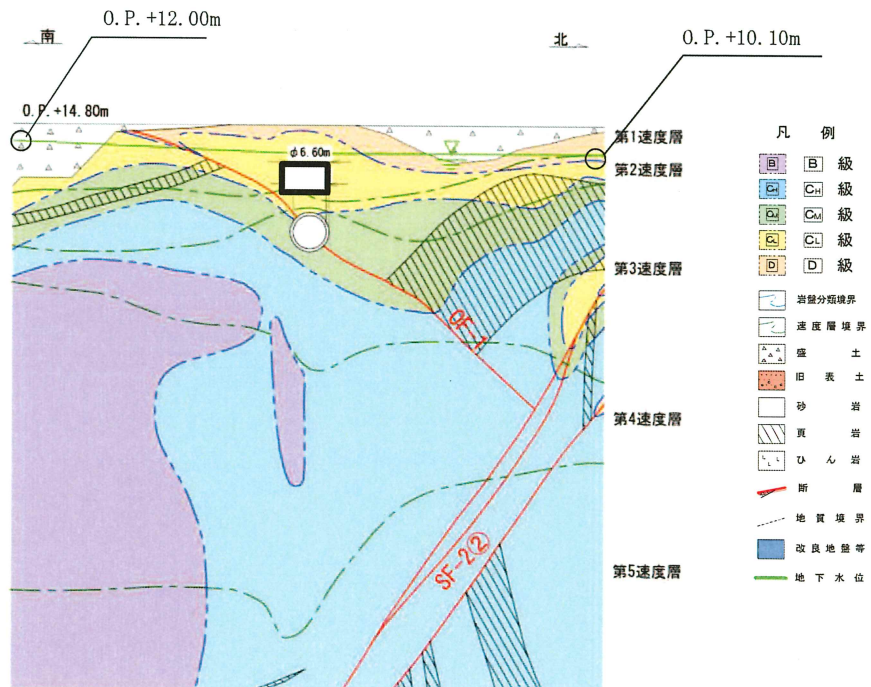 O.P.+12.00m
南
北
O.P.+10.10m
O.P.+14.80m
φ6.60m
第1速度層
第2速度層
第3速度層
第4速度層
第5速度層
OF-1
SF-2②
凡 例
B B 級
CH CH 級
CM CM 級
CL CL 級
D D 級
岩盤分類境界
速度層境界
盛 土
旧 表 土
砂 岩
頁 岩
ひ ん 岩
断 層
地 質 境 界
改 良 地 盤 等
地 下 水 位